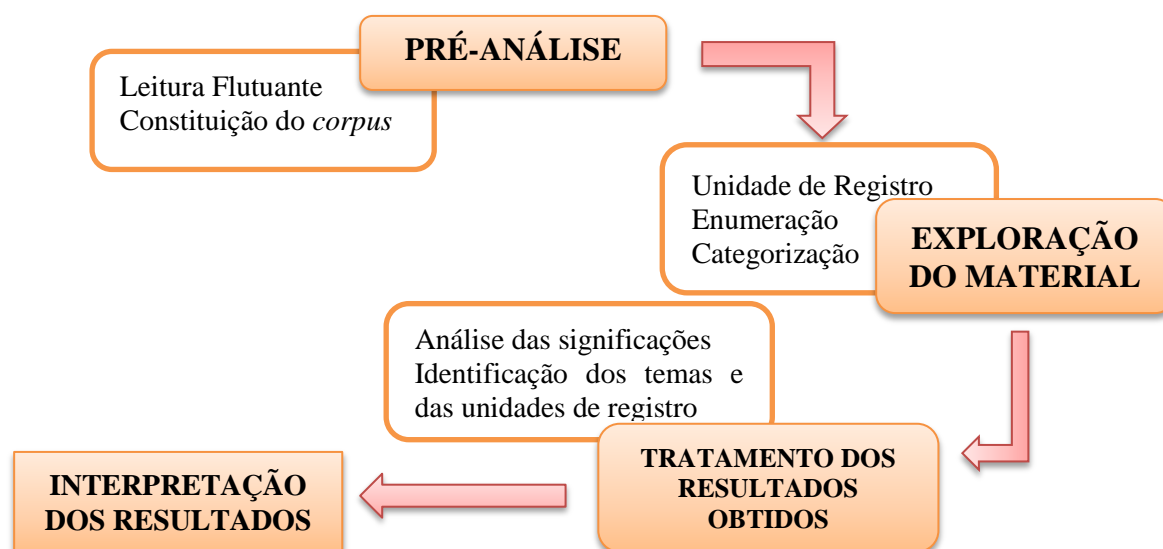 PRÉ-ANÁLISE
Leitura Flutuante
Constituição do corpus
Unidade de Registro
Enumeração
Categorização
EXPLORAÇÃO
DO MATERIAL
Análise das significações
Identificação dos temas e
das unidades de registro
TRATAMENTO DOS
RESULTADOS
OBTIDOS
INTERPRETAÇÃO
DOS RESULTADOS